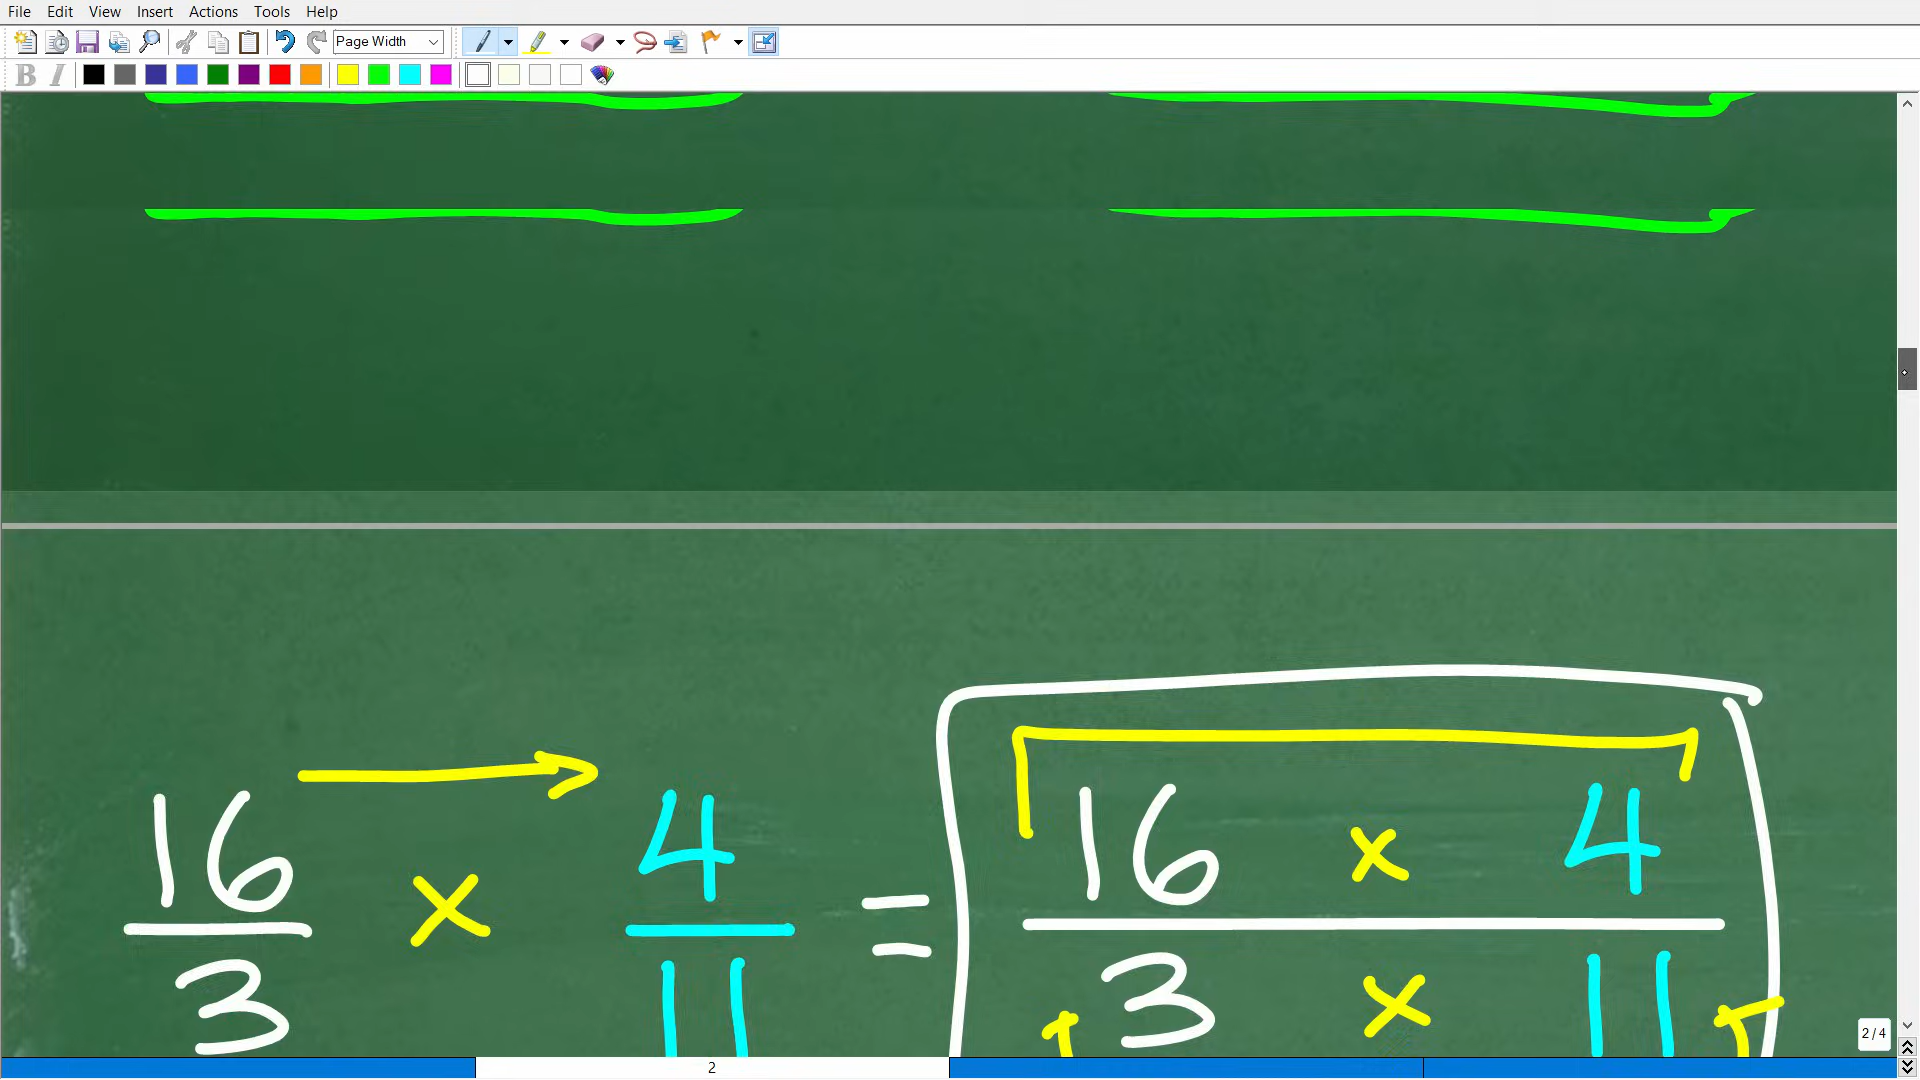 File Edit View Insert Actions Tools Help
Page Width
B I
16 × 4 = 16 × 4
3 11 3 × 11
2 / 4
2